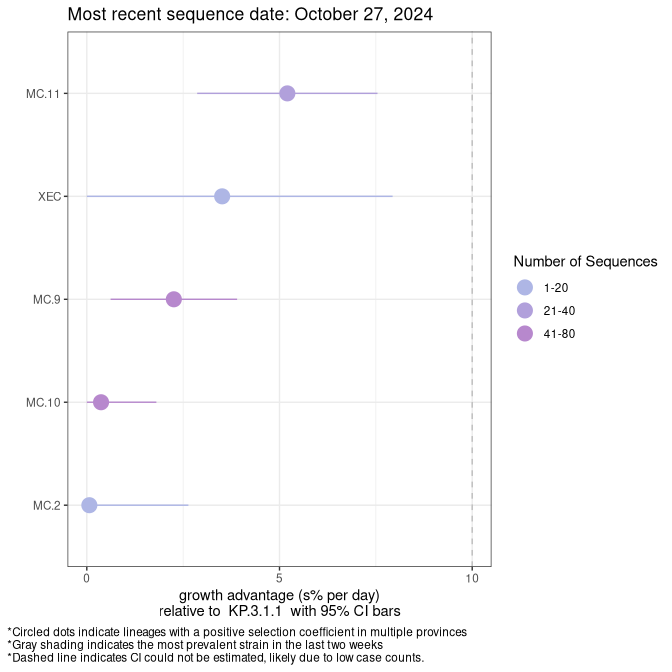 Most recent sequence date: October 27, 2024
MC.11
XEC
MC.9
MC.10
MC.2
0
5
10
growth advantage (s% per day)
relative to  KP.3.1.1  with 95% CI bars
Number of Sequences
1-20
21-40
41-80
*Circled dots indicate lineages with a positive selection coefficient in multiple provinces
*Gray shading indicates the most prevalent strain in the last two weeks
*Dashed line indicates CI could not be estimated, likely due to low case counts.